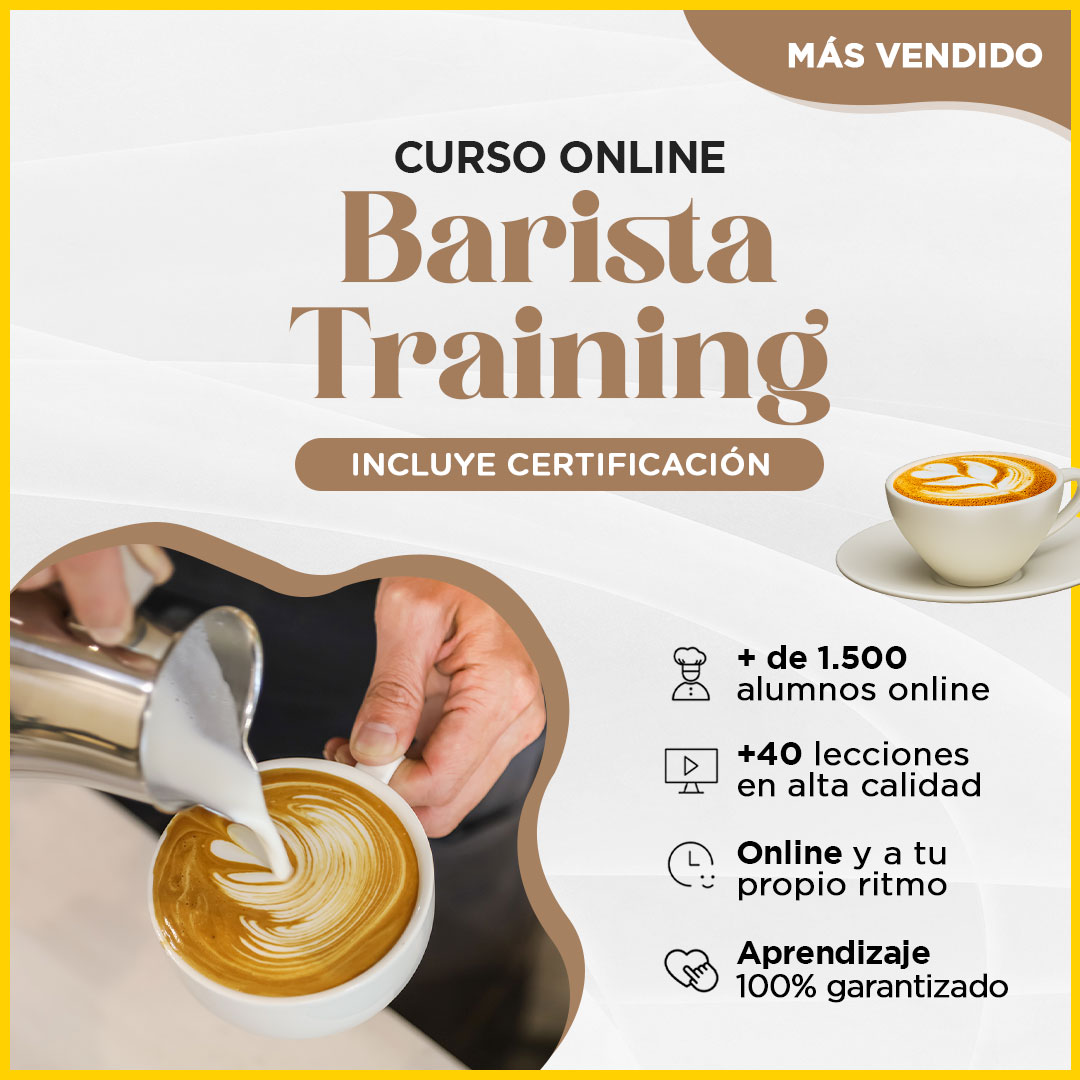 MÁS VENDIDO
CURSO ONLINE
Barista
Training
INCLUYE CERTIFICACIÓN
+ de 1.500
alumnos online
+40 lecciones
en alta calidad
Online y a tu
propio ritmo
Aprendizaje
100% garantizado